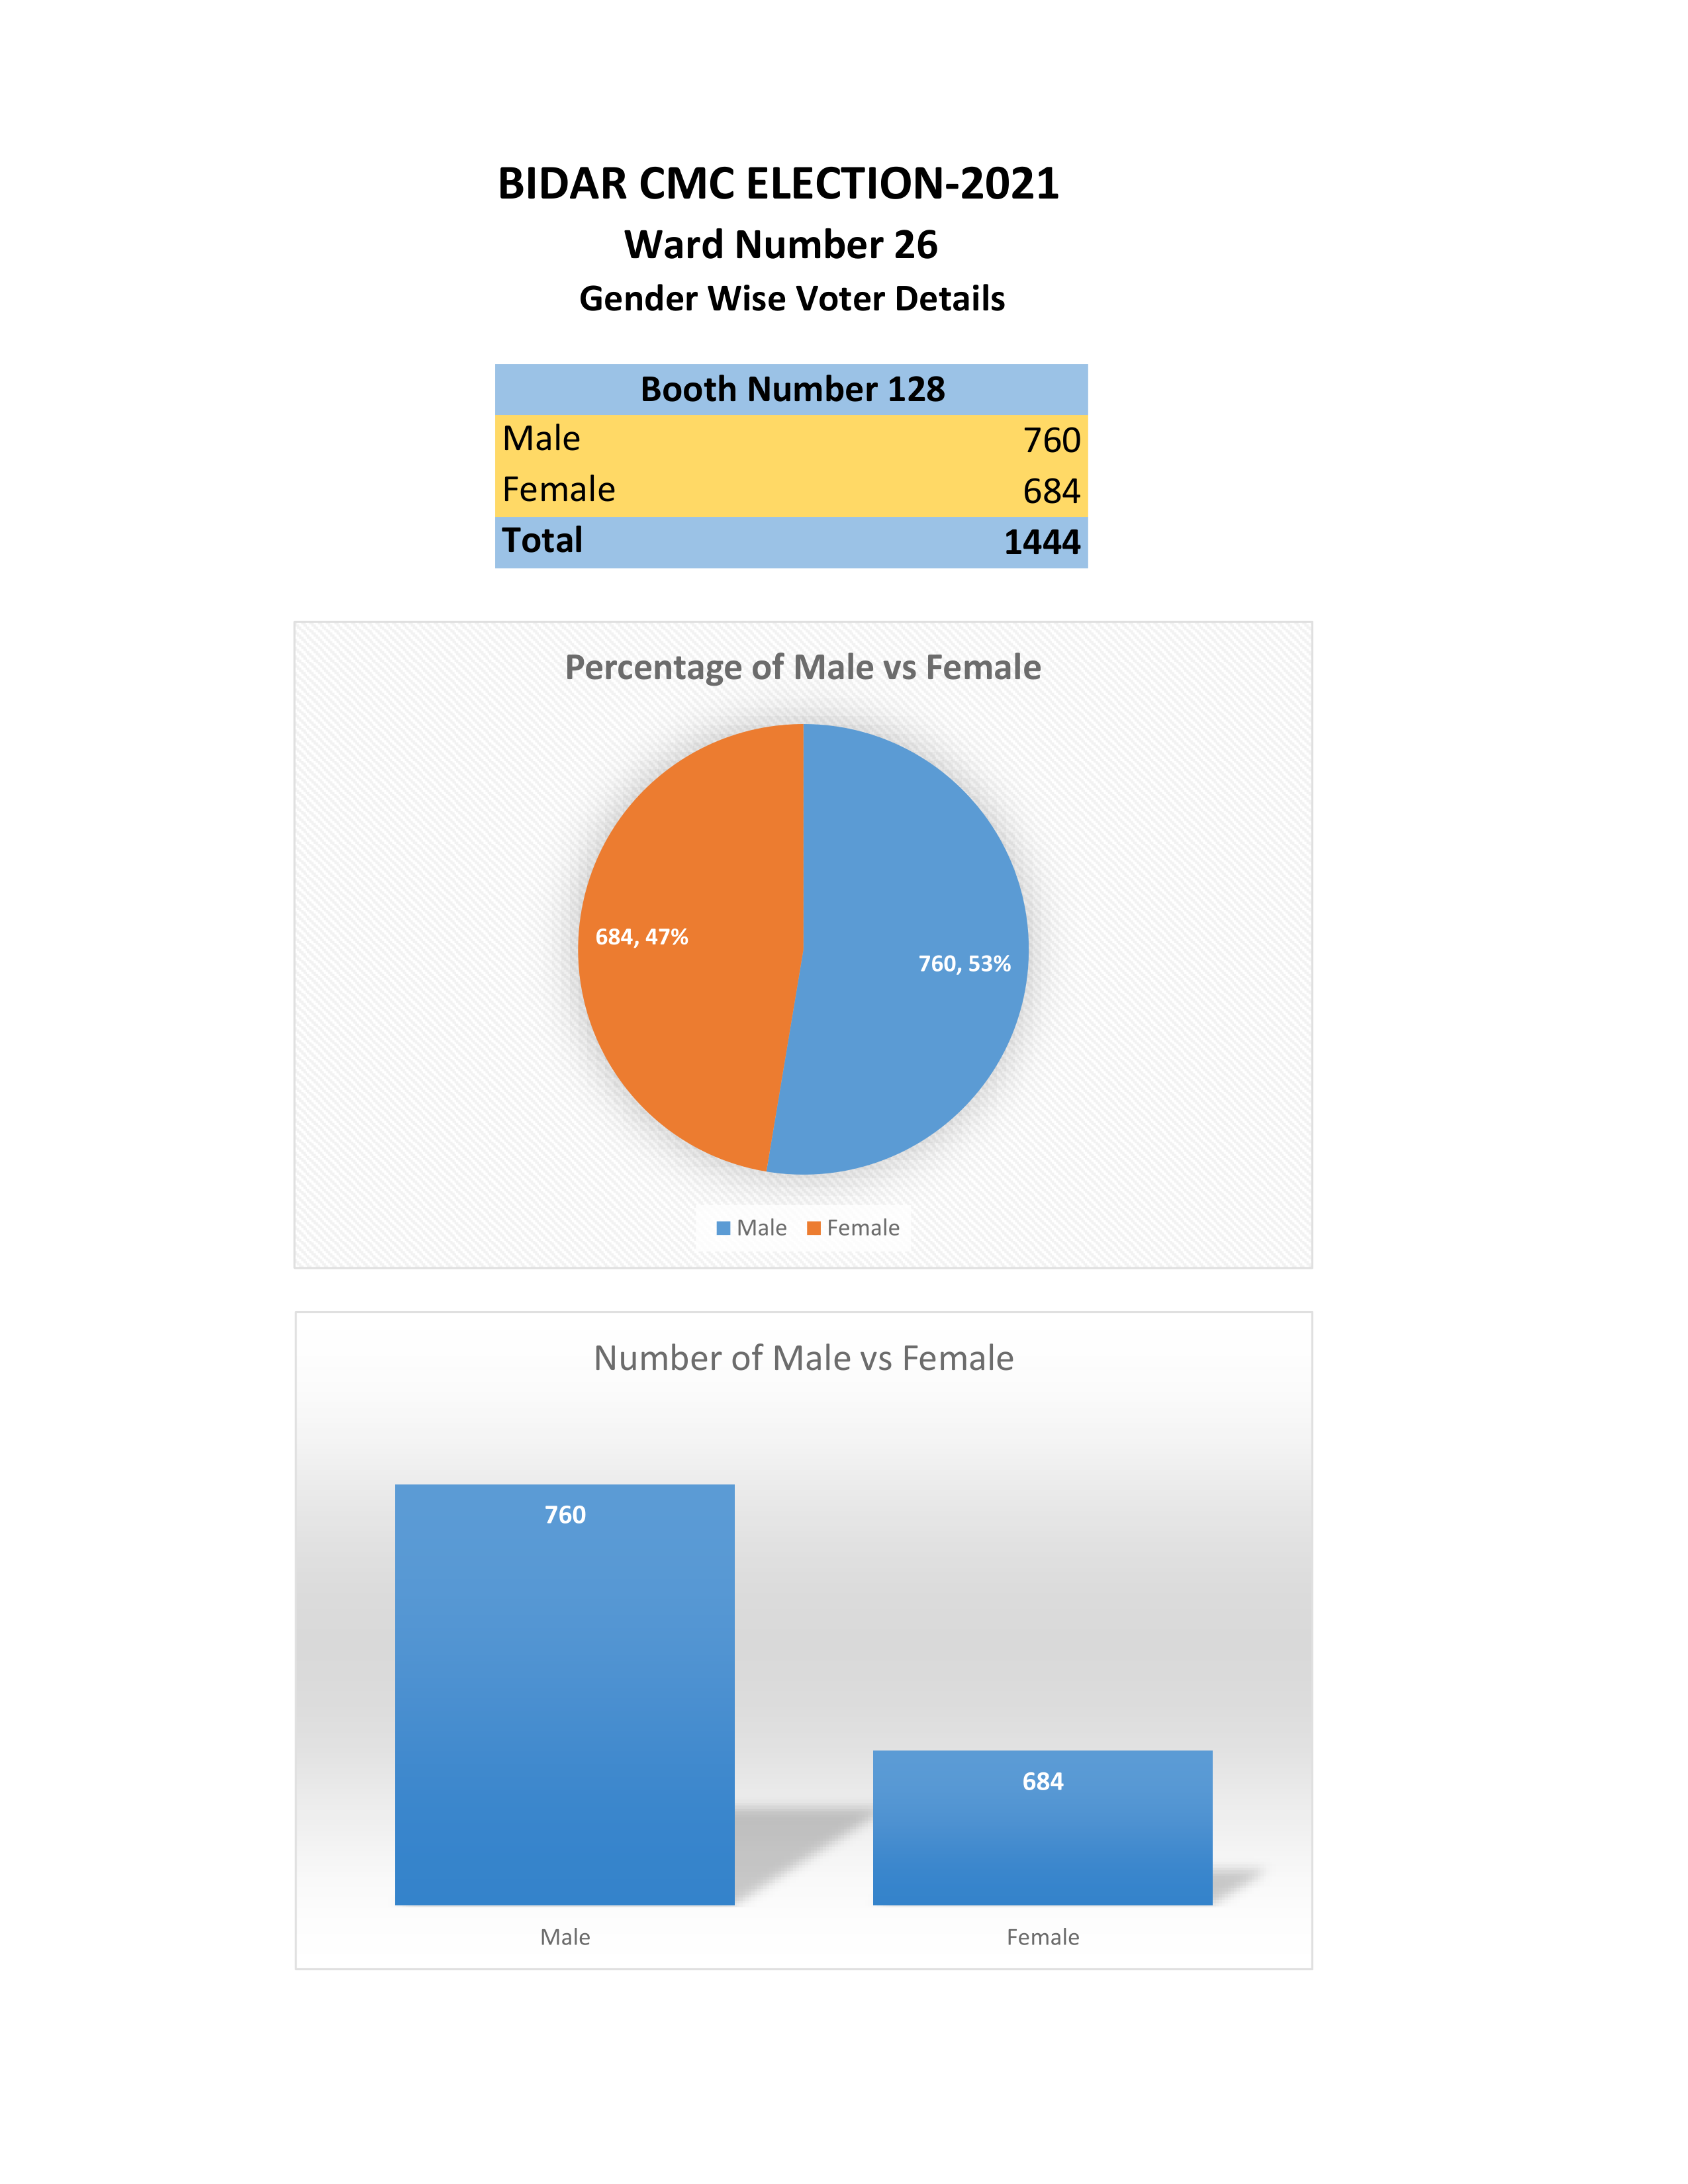 BIDAR CMC ELECTION-2021
Ward Number 26
Gender Wise Voter Details
Booth Number 128
Male 760
Female 684
Total 1444
Percentage of Male vs Female
684, 47%
760, 53%
Male Female
Number of Male vs Female
760
684
Male Female